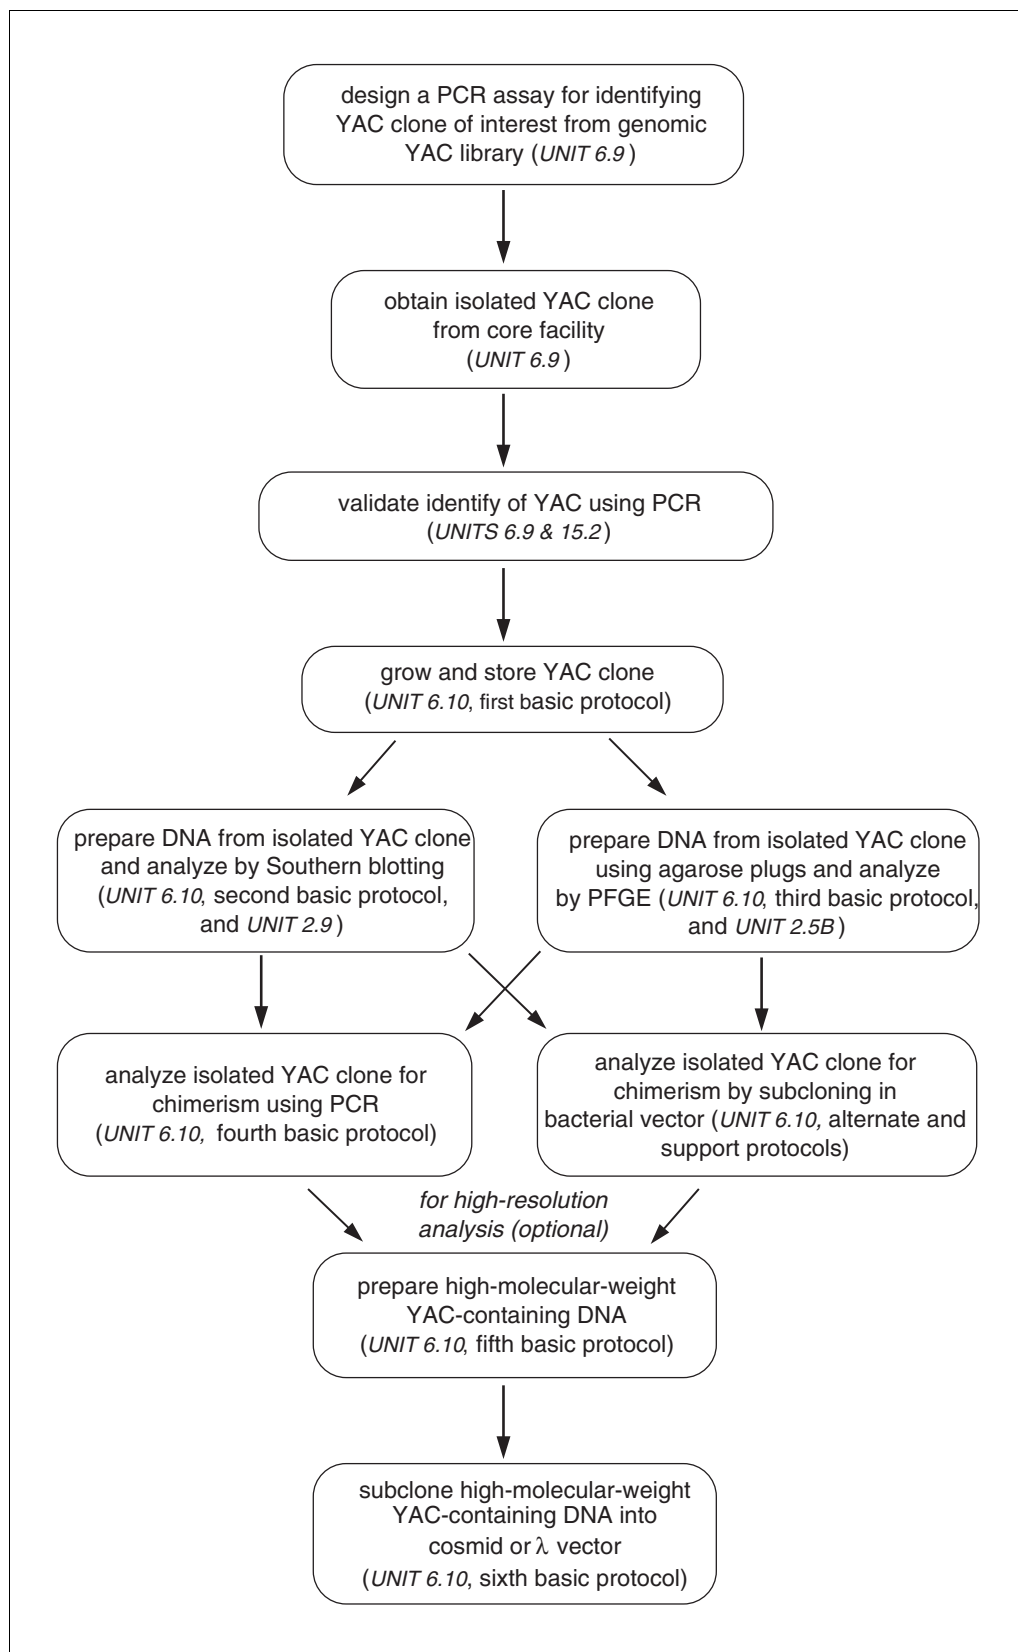 design a PCR assay for identifying
YAC clone of interest from genomic
YAC library (UNIT 6.9 )
obtain isolated YAC clone
from core facility
(UNIT 6.9 )
validate identify of YAC using PCR
(UNITS 6.9 & 15.2 )
grow and store YAC clone
(UNIT 6.10, first basic protocol)
prepare DNA from isolated YAC clone
and analyze by Southern blotting
(UNIT 6.10, second basic protocol,
and UNIT 2.9 )
prepare DNA from isolated YAC clone
using agarose plugs and analyze
by PFGE (UNIT 6.10, third basic protocol,
and UNIT 2.5B )
analyze isolated YAC clone for
chimerism using PCR
(UNIT 6.10, fourth basic protocol)
analyze isolated YAC clone for
chimerism by subcloning in
bacterial vector (UNIT 6.10, alternate and
support protocols)
for high-resolution
analysis (optional)
prepare high-molecular-weight
YAC-containing DNA
(UNIT 6.10, fifth basic protocol)
subclone high-molecular-weight
YAC-containing DNA into
cosmid or λ vector
(UNIT 6.10, sixth basic protocol)